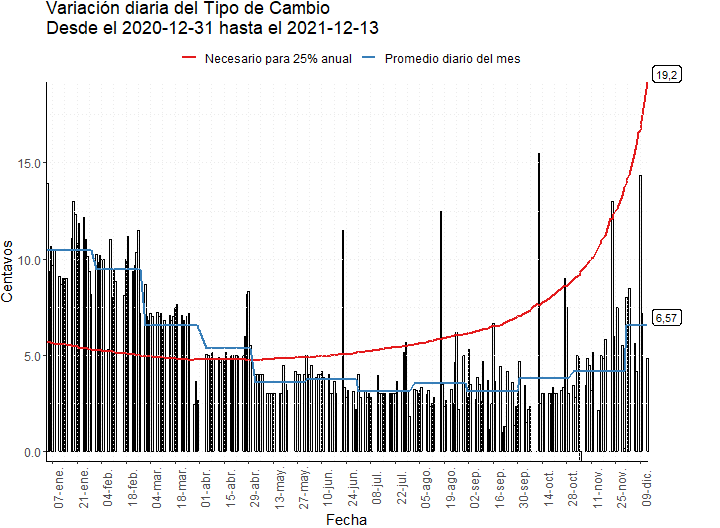 Variación diaria del Tipo de Cambio
Desde el 2020-12-31 hasta el 2021-12-13
Necesario para 25% anual
Promedio diario del mes
19,2
15.0
10.0
6,57
5.0
0.0
Centavos
07-ene.
21-ene.
04-feb.
18-feb.
04-mar.
18-mar.
01-abr.
15-abr.
29-abr.
13-may.
27-may.
10-jun.
24-jun.
08-jul.
22-jul.
05-ago.
19-ago.
02-sep.
16-sep.
30-sep.
14-oct.
28-oct.
11-nov.
25-nov.
09-dic.
Fecha